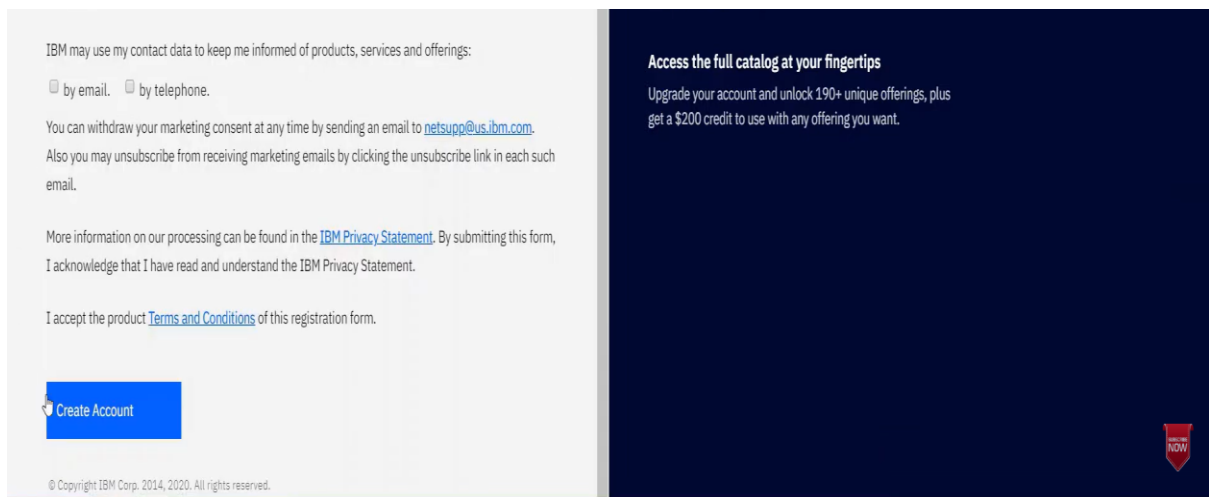 IBM may use my contact data to keep me informed of products, services and offerings:
by email. by telephone.
You can withdraw your marketing consent at any time by sending an email to netsupp@us.ibm.com.
Also you may unsubscribe from receiving marketing emails by clicking the unsubscribe link in each such
email.
More information on our processing can be found in the IBM Privacy Statement. By submitting this form,
I acknowledge that I have read and understand the IBM Privacy Statement.
I accept the product Terms and Conditions of this registration form.
Create Account
© Copyright IBM Corp. 2014, 2020. All rights reserved.
Access the full catalog at your fingertips
Upgrade your account and unlock 190+ unique offerings, plus
get a $200 credit to use with any offering you want.
SUBSCRIBE
NOW